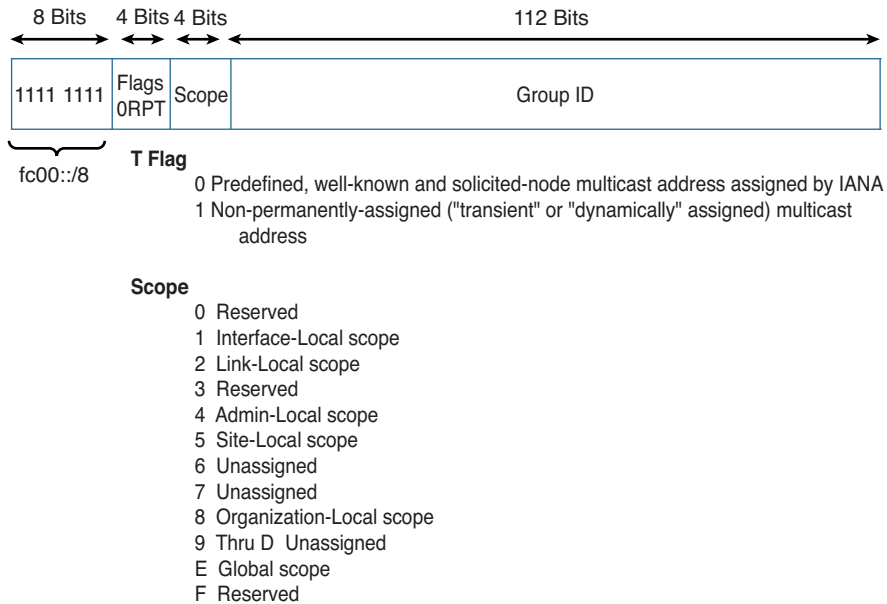 8 Bits 4 Bits 4 Bits 112 Bits
1111 1111 Flags 0RPT Scope Group ID
fc00::/8
T Flag
0 Predefined, well-known and solicited-node multicast address assigned by IANA
1 Non-permanently-assigned ("transient" or "dynamically" assigned) multicast
address
Scope
0 Reserved
1 Interface-Local scope
2 Link-Local scope
3 Reserved
4 Admin-Local scope
5 Site-Local scope
6 Unassigned
7 Unassigned
8 Organization-Local scope
9 Thru D Unassigned
E Global scope
F Reserved